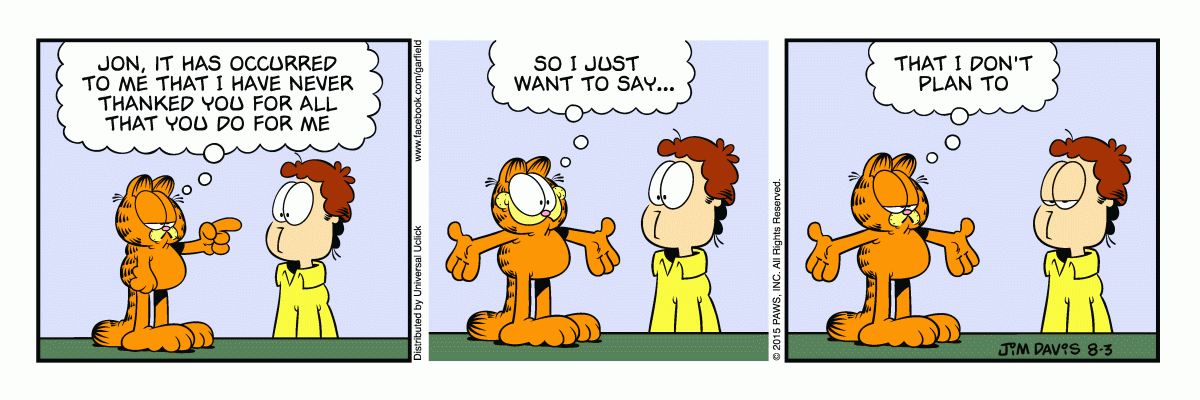 JON, IT HAS OCCURRED
TO ME THAT I HAVE NEVER
THANKED YOU FOR ALL
THAT YOU DO FOR ME
www.facebook.com/garfield
Distributed by Universal Uclick
SO I JUST
WANT TO SAY...
© 2015 PAWS, INC. All Rights Reserved.
THAT I DON'T
PLAN TO
JIM DAVIS 8-3